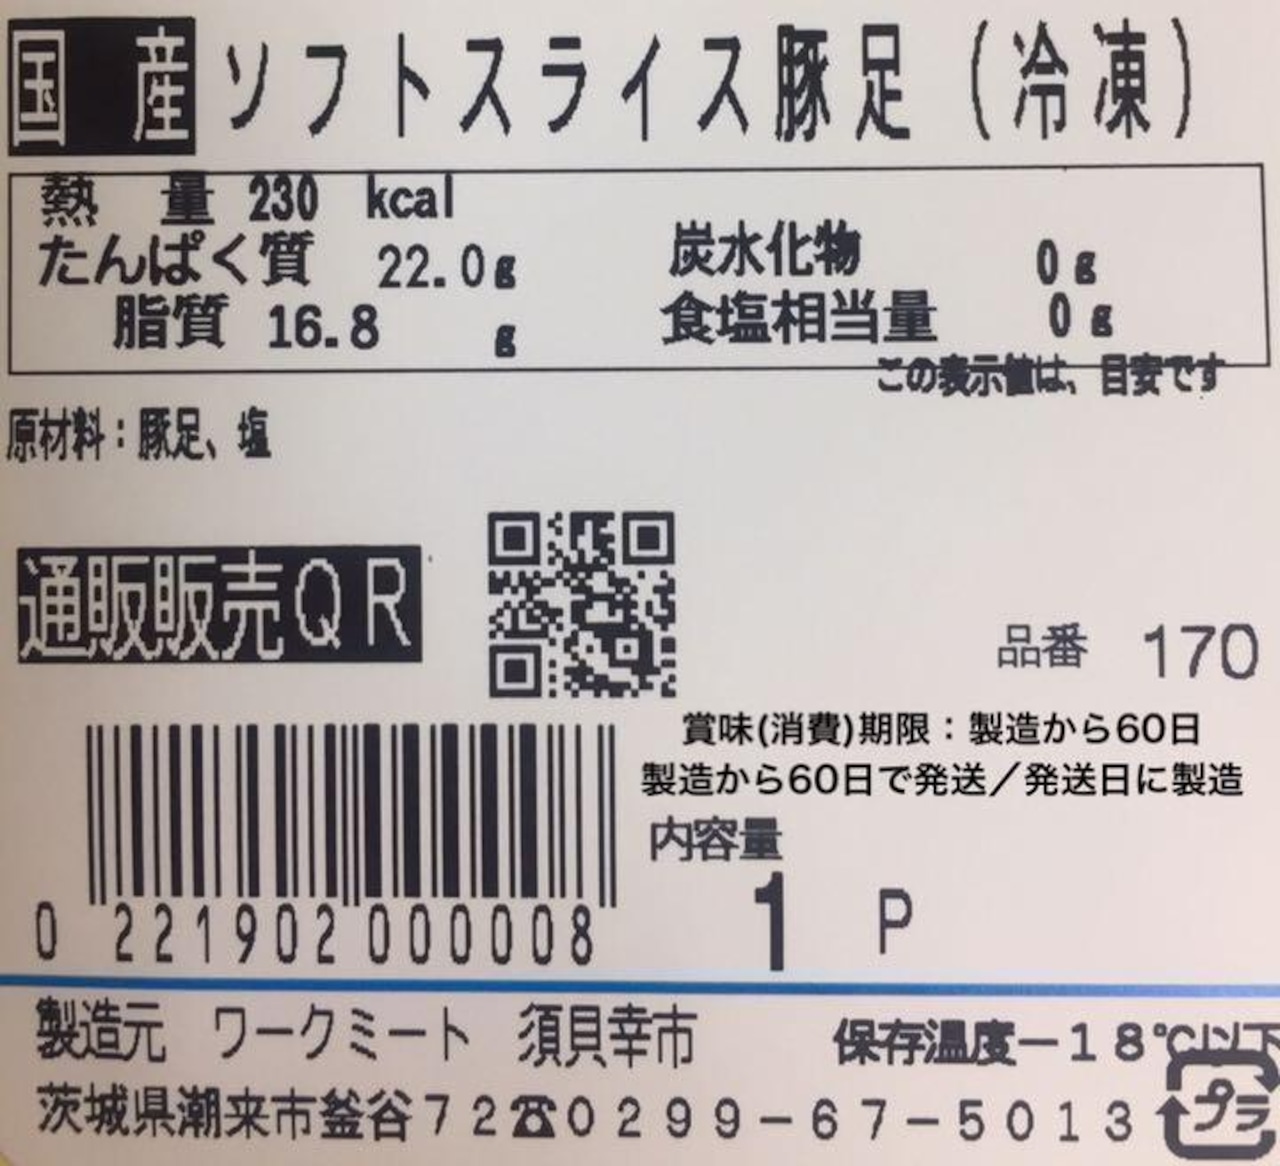 国産ソフトスライス豚足(冷凍)
熱量 230 kcal
たんぱく質 22.0g 炭水化物 0g
脂質 16.8 g 食塩相当量 0g
この表示値は、目安です
原材料:豚足、塩
通販販売QR
品番 170
賞味(消費)期限:製造から60日
製造から60日で発送/発送日に製造
内容量
1 P
0 221902 000008
製造元 ワークミート 須貝幸市 保存温度-18℃以下
茨城県潮来市釜谷72☎0299-67-5013
プラ